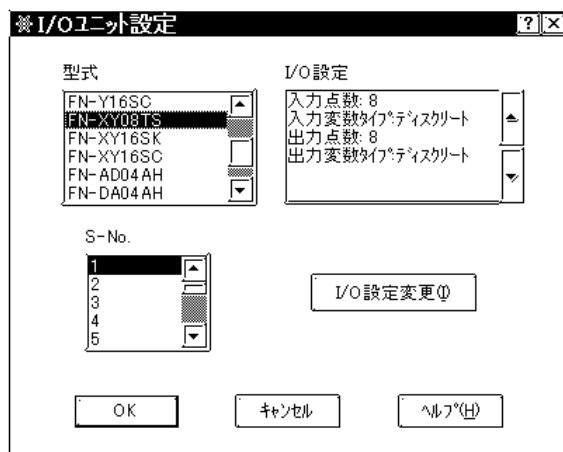 ※I/Oユニット設定
?
×
型式
I/O設定
FN-Y16SC
FN-XY08TS
FN-XY16SK
FN-XY16SC
FN-AD04AH
FN-DA04AH
入力点数: 8
入力変数タイプ:ディスクリート
出力点数: 8
出力変数タイプ:ディスクリート
S-No.
1
2
3
4
5
I/O設定変更(I)
OK
キャンセル
ヘルプ(H)